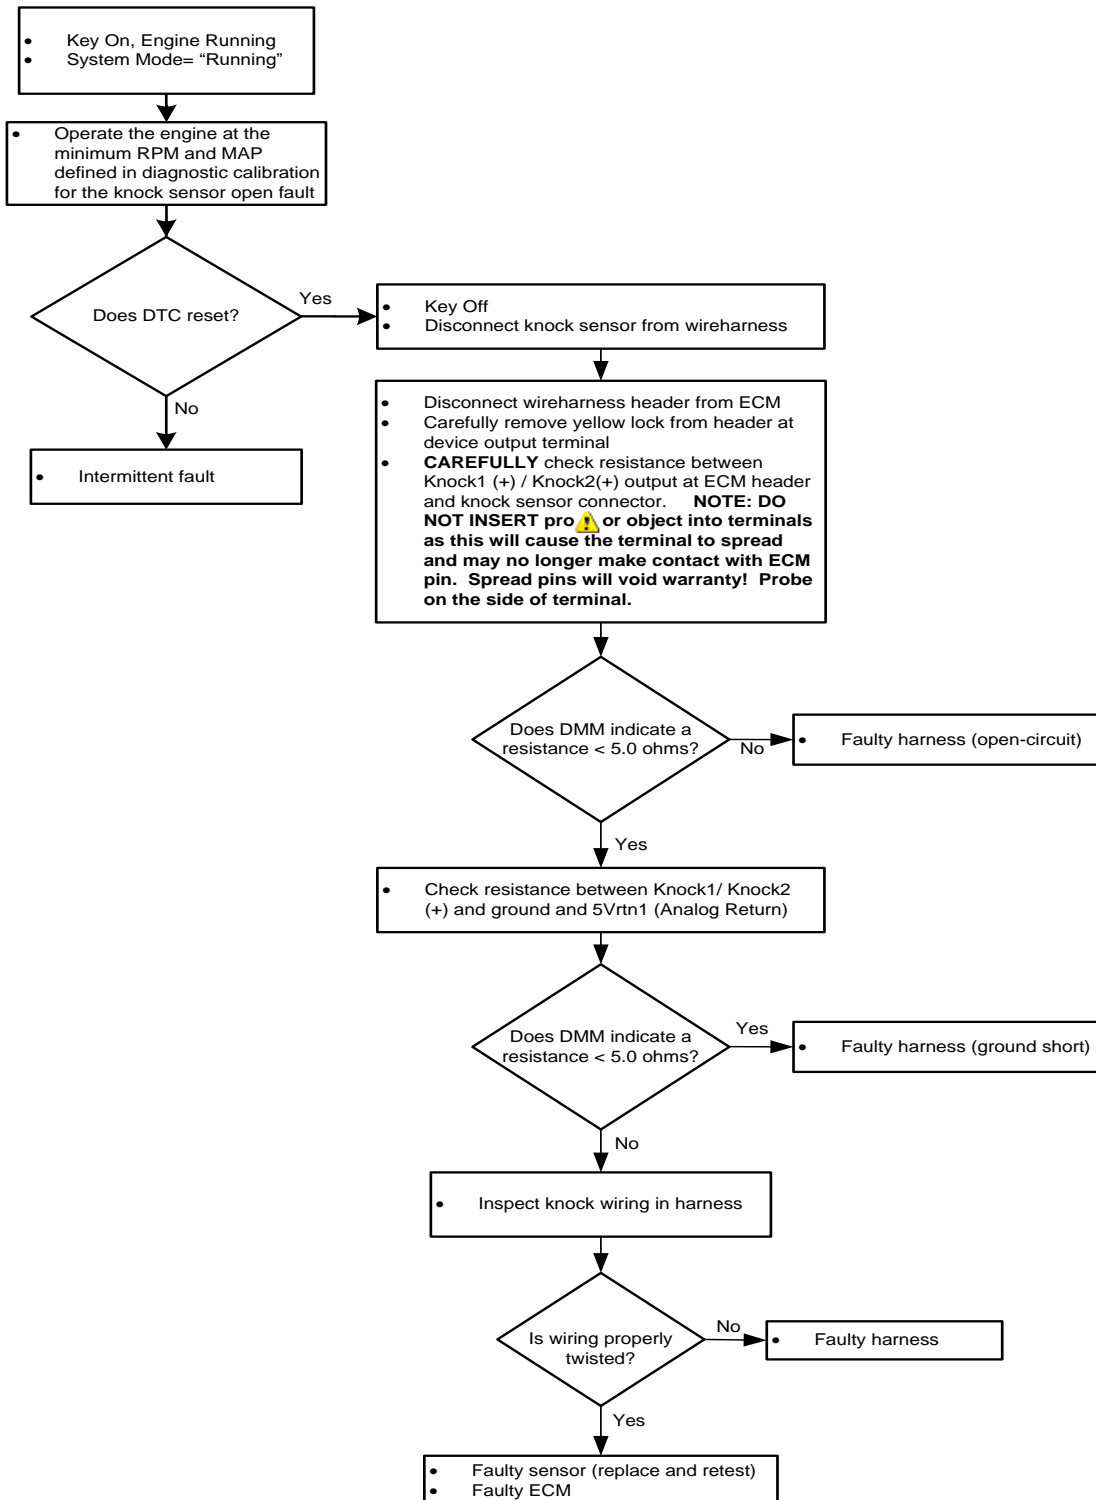 • Key On, Engine Running
• System Mode= “Running”
• Operate the engine at the
minimum RPM and MAP
defined in diagnostic calibration
for the knock sensor open fault
Does DTC reset?
Yes
No
• Intermittent fault
• Key Off
• Disconnect knock sensor from wireharness
• Disconnect wireharness header from ECM
• Carefully remove yellow lock from header at
device output terminal
• CAREFULLY check resistance between
Knock1 (+) / Knock2(+) output at ECM header
and knock sensor connector. NOTE: DO
NOT INSERT pro or object into terminals
as this will cause the terminal to spread
and may no longer make contact with ECM
pin. Spread pins will void warranty! Probe
on the side of terminal.
Does DMM indicate a
resistance < 5.0 ohms?
No
• Faulty harness (open-circuit)
Yes
• Check resistance between Knock1/ Knock2
(+) and ground and 5Vrtn1 (Analog Return)
Does DMM indicate a
resistance < 5.0 ohms?
Yes
• Faulty harness (ground short)
No
• Inspect knock wiring in harness
Is wiring properly
twisted?
No
• Faulty harness
Yes
• Faulty sensor (replace and retest)
• Faulty ECM